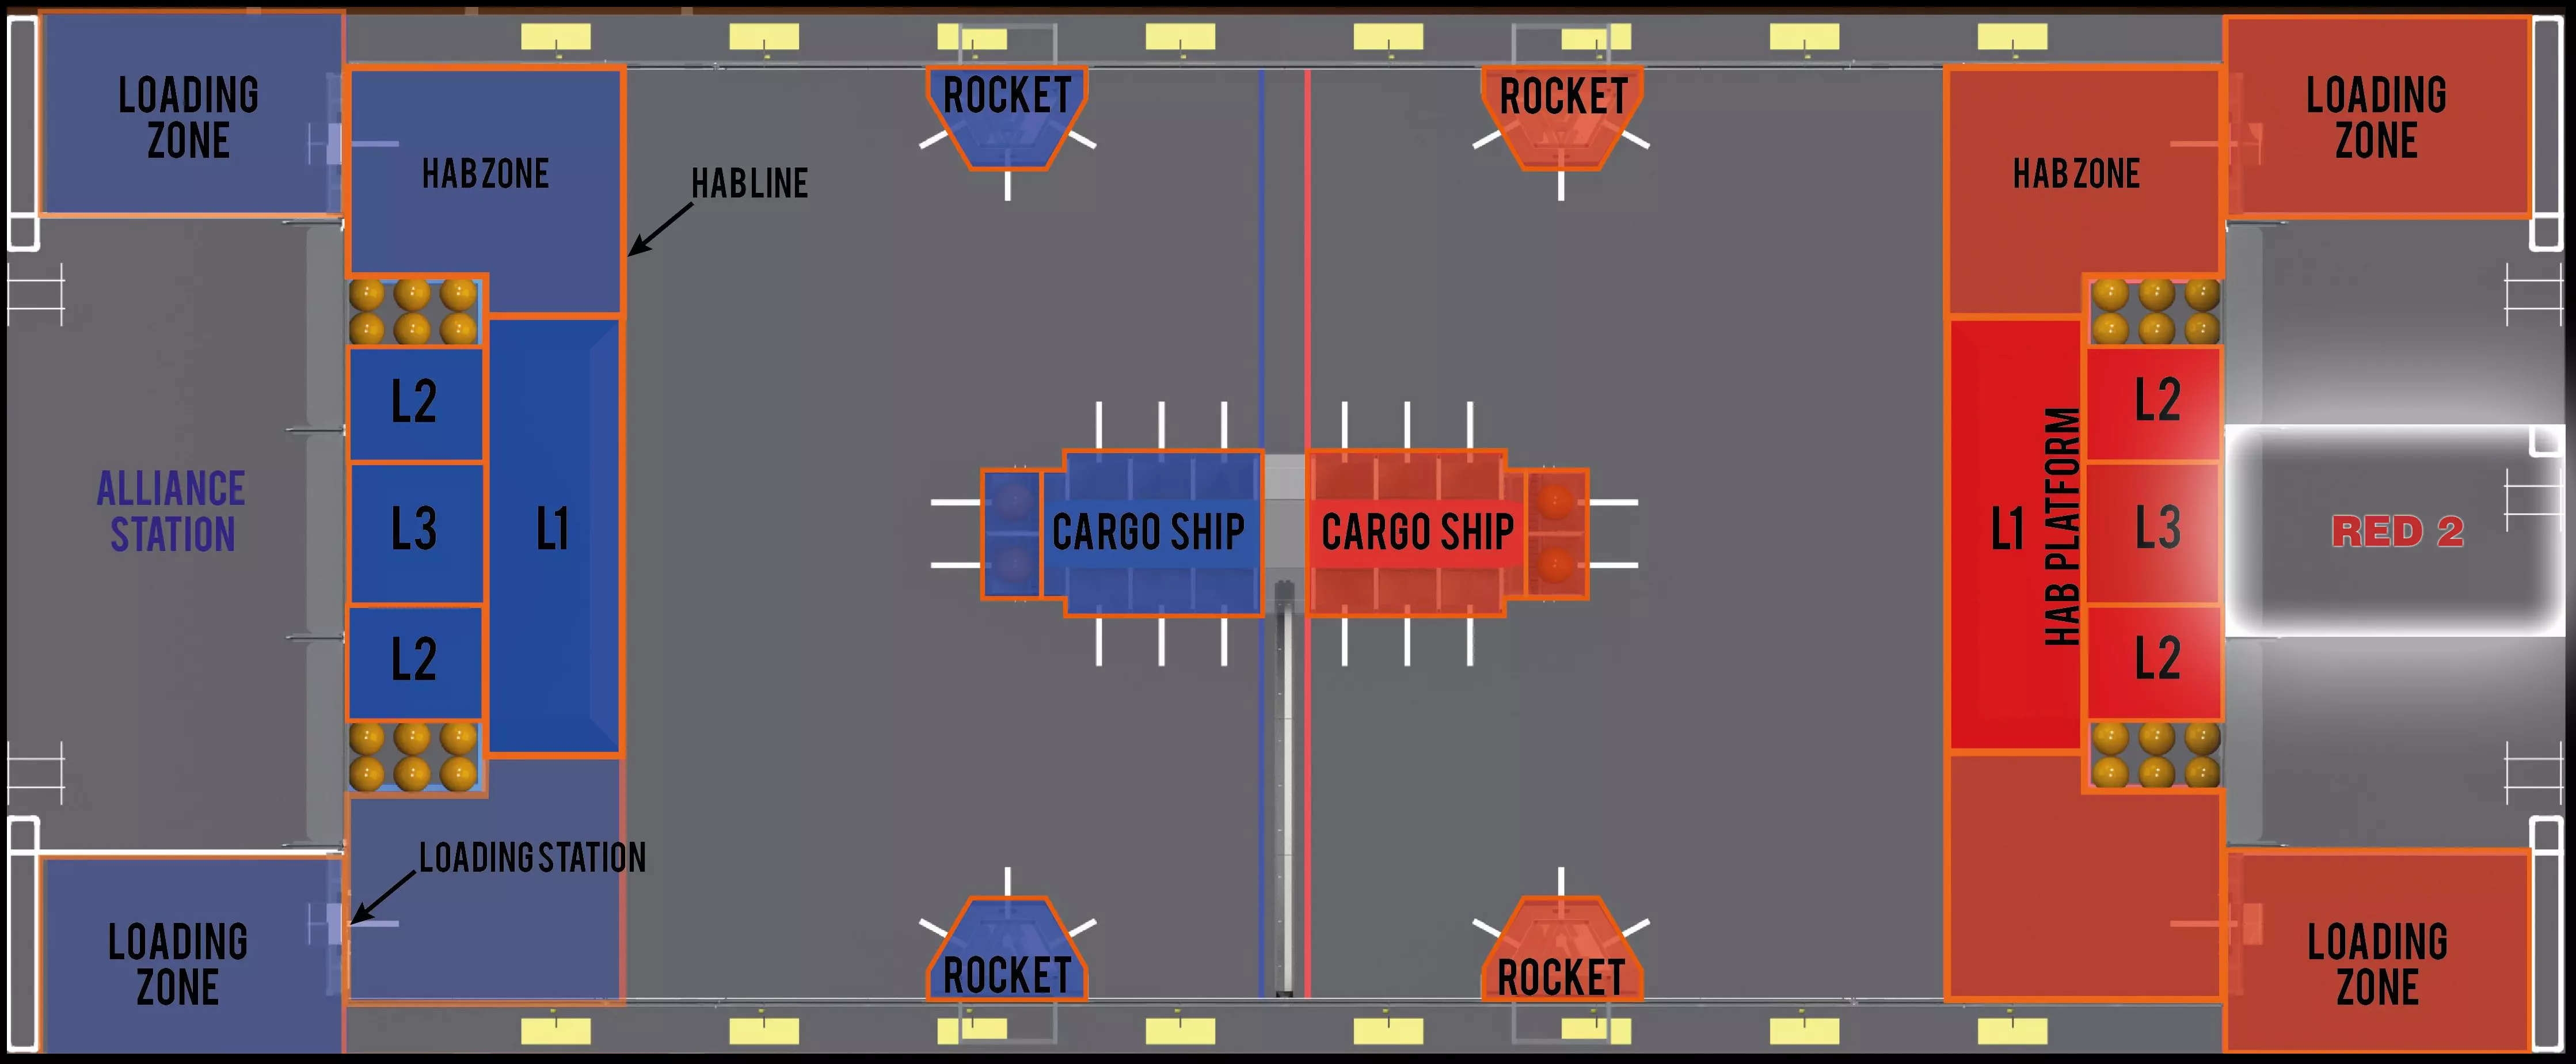 LOADING
ZONE
HAB ZONE
HAB LINE
ROCKET
ROCKET
HAB ZONE
LOADING
ZONE
L2
L3
L2
L1
ALLIANCE
STATION
CARGO SHIP
CARGO SHIP
L1
HAB PLATFORM
L2
L3
L2
RED 2
LOADING STATION
LOADING
ZONE
ROCKET
ROCKET
LOADING
ZONE